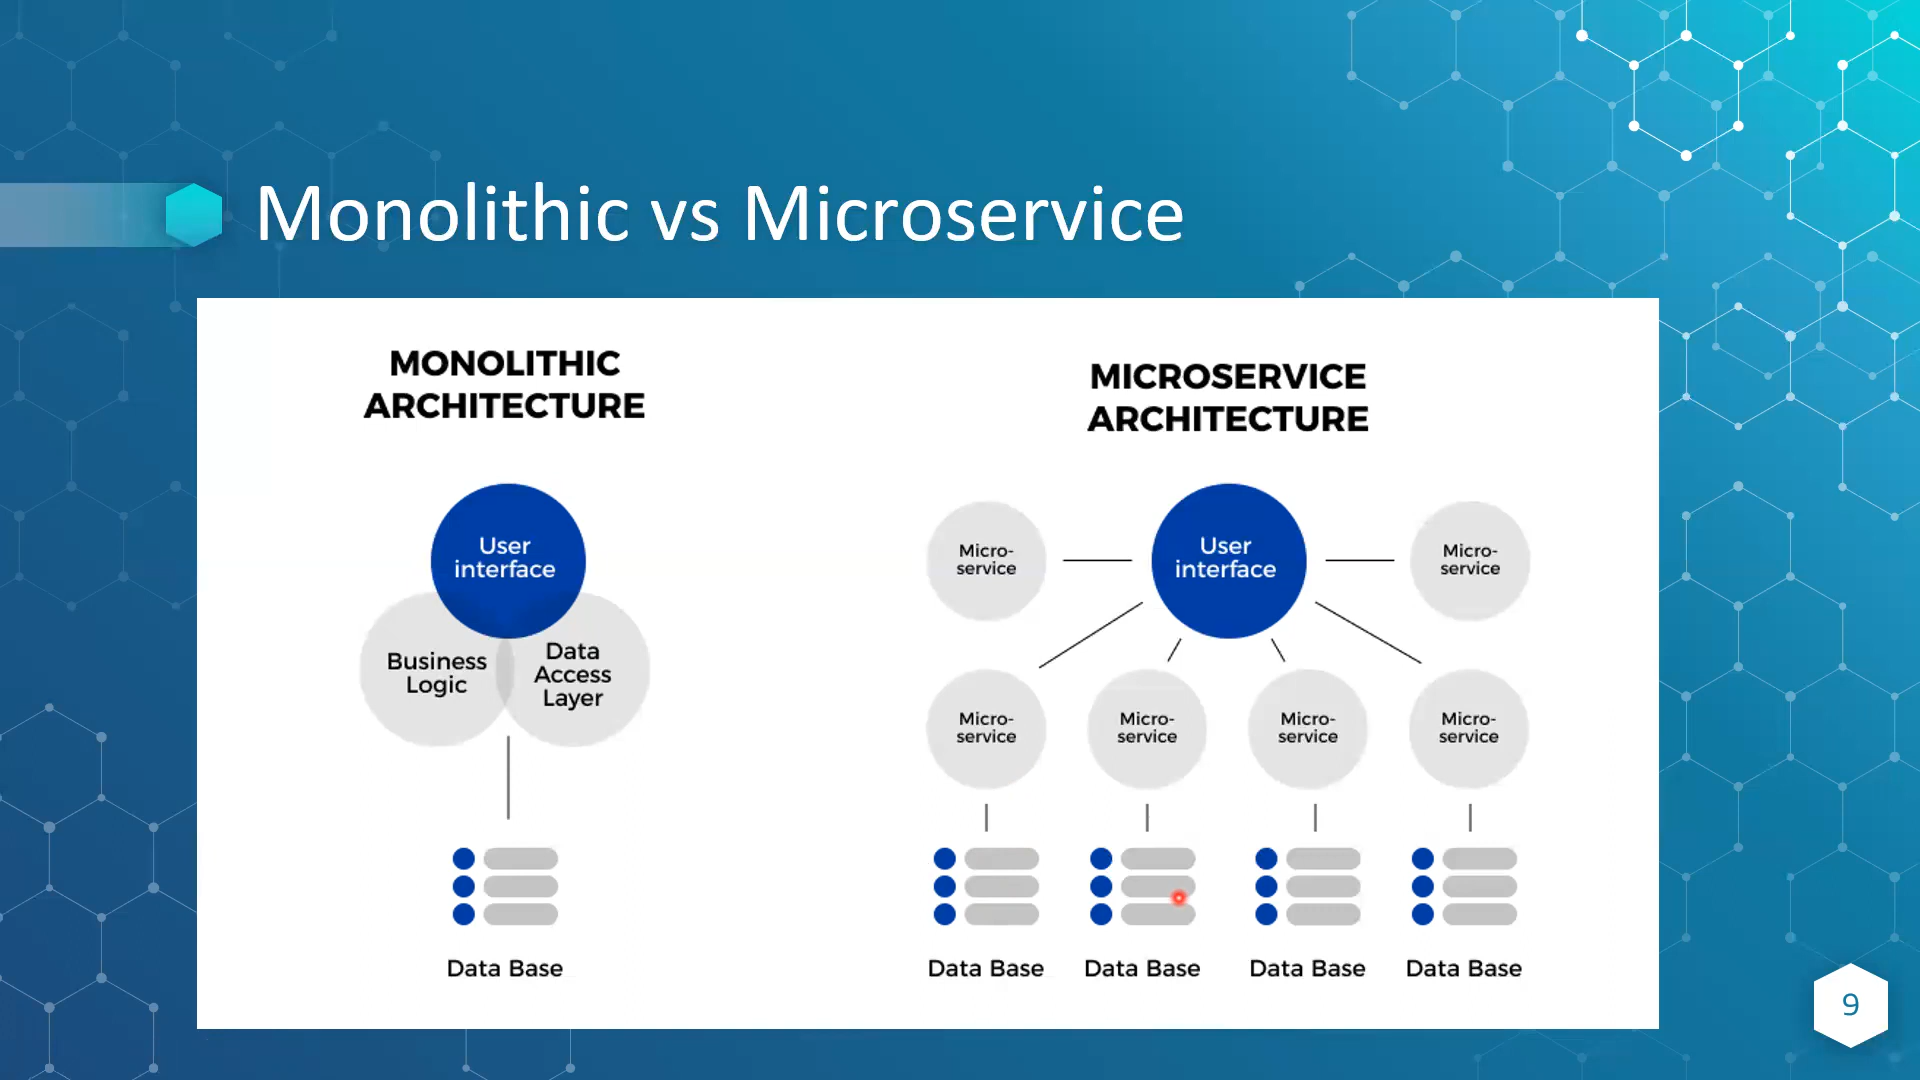 Monolithic vs Microservice
MONOLITHIC
ARCHITECTURE
User
interface
Business
Logic
Data
Access
Layer
Data Base
MICROSERVICE
ARCHITECTURE
Micro-
service
User
interface
Micro-
service
Micro-
service
Micro-
service
Micro-
service
Micro-
service
Data Base
Data Base
Data Base
Data Base
9